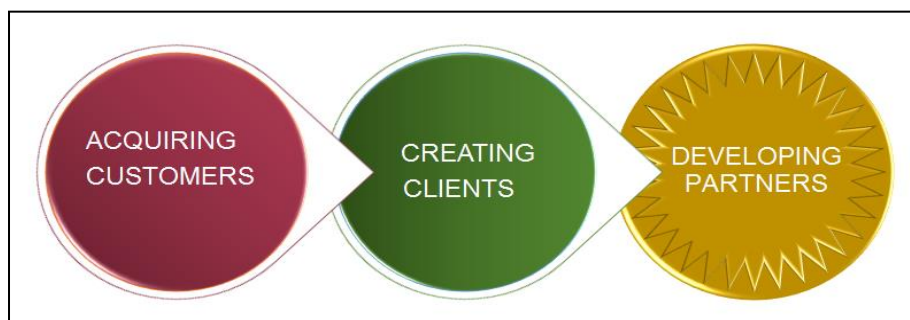 ACQUIRING
CUSTOMERS
CREATING
CLIENTS
DEVELOPING
PARTNERS